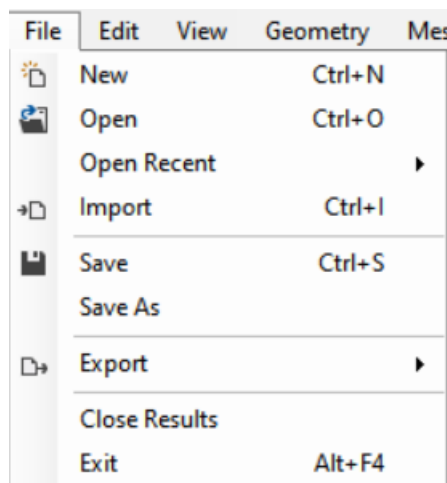 File Edit View Geometry Mes
New Ctrl+N
Open Ctrl+O
Open Recent
Import Ctrl+I
Save Ctrl+S
Save As
Export
Close Results
Exit Alt+F4